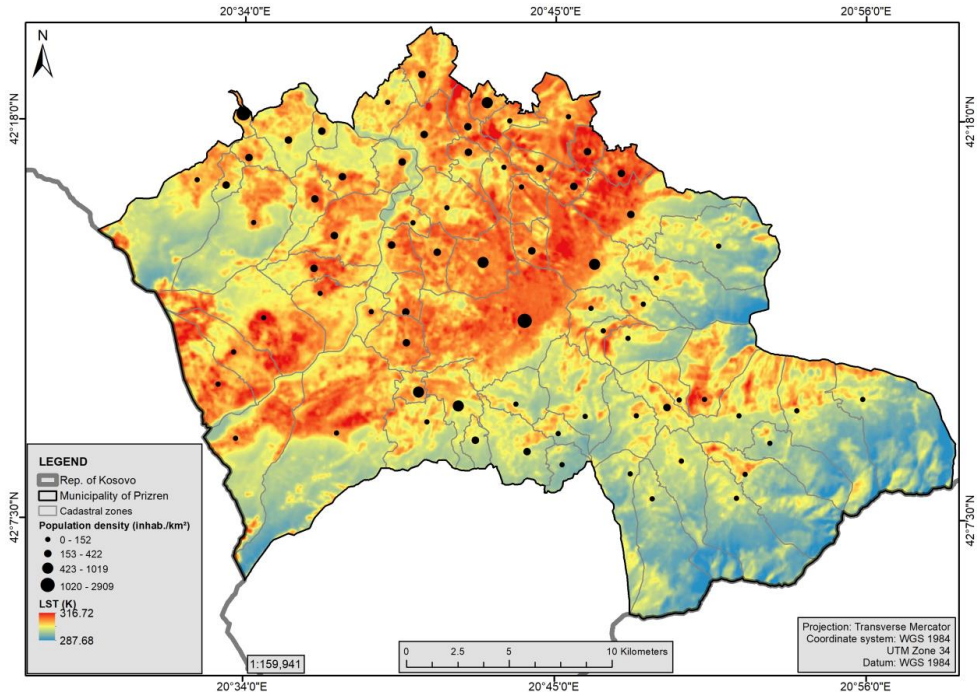 20°34'0"E 20°45'0"E 20°56'0"E
N
42°18'0"N 42°18'0"N
42°7'30"N 42°7'30"N
LEGEND
Rep. of Kosovo
Municipality of Prizren
Cadastral zones
Population density (inhab./km²)
0 - 152
153 - 422
423 - 1019
1020 - 2909
LST (K)
316.72
287.68
1:159,941
0 2.5 5 10 Kilometers
Projection: Transverse Mercator
Coordinate system: WGS 1984
UTM Zone 34
Datum: WGS 1984
20°34'0"E 20°45'0"E 20°56'0"E